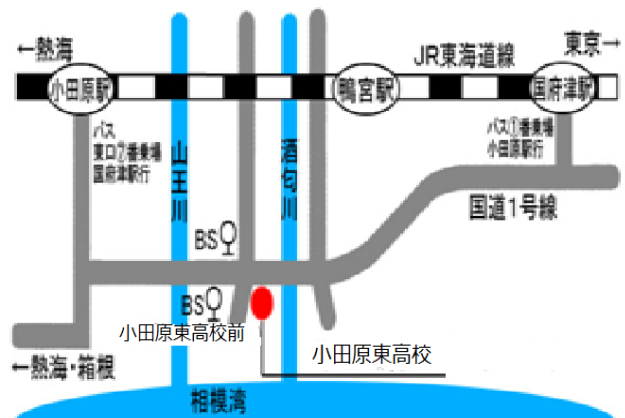 ←熱海
JR東海道線
東京→
小田原駅
鴨宮駅
国府津駅
バス
東口⑦番乗場
国府津駅行
バス①番乗場
小田原駅行
山王川
酒匂川
国道1号線
BS
BS
小田原東高校前
小田原東高校
←熱海・箱根
相模湾